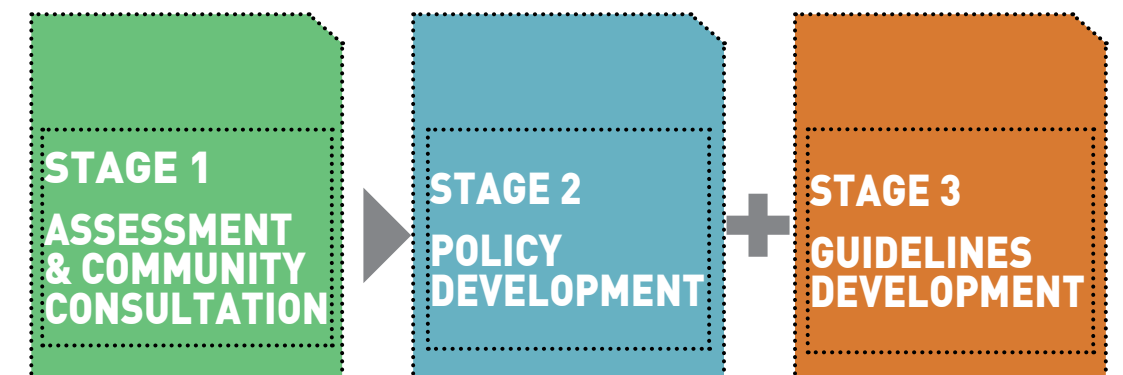 STAGE 1
ASSESSMENT
& COMMUNITY
CONSULTATION
STAGE 2
POLICY
DEVELOPMENT
STAGE 3
GUIDELINES
DEVELOPMENT